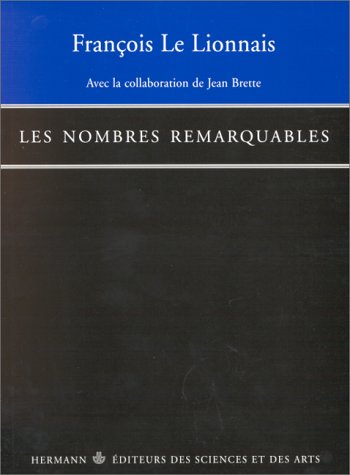 François Le Lionnais
Avec la collaboration de Jean Brette
LES NOMBRES REMARQUABLES
HERMANN ÉDITEURS DES SCIENCES ET DES ARTS